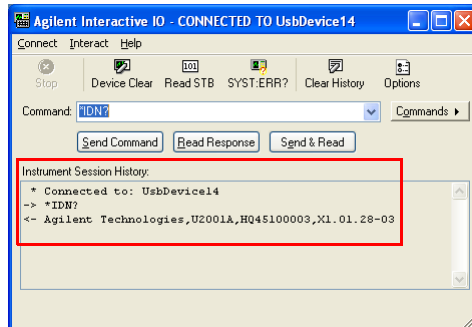 Agilent Interactive IO - CONNECTED TO UsbDevice14
Connect Interact Help
101
Stop Device Clear Read STB SYST:ERR? Clear History Options
Command: *IDN? Commands
Send Command Read Response Send & Read
Instrument Session History:
* Connected to: UsbDevice14
-> *IDN?
<- Agilent Technologies,U2001A,HQ45100003,X1.01.28-03